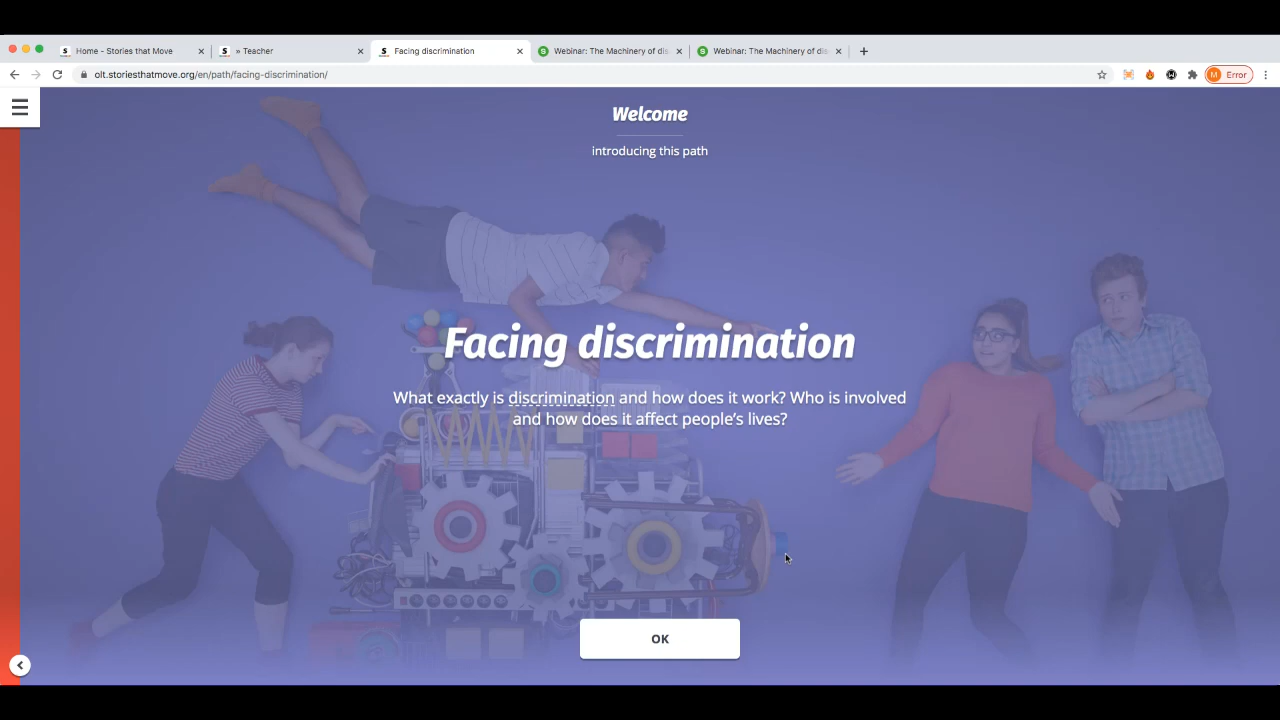 Home - Stories that Move
» Teacher
Facing discrimination
Webinar: The Machinery of dis
Webinar: The Machinery of dis
olt.storiesthatmove.org/en/path/facing-discrimination/
M Error
Welcome
introducing this path
Facing discrimination
What exactly is discrimination and how does it work? Who is involved
and how does it affect people’s lives?
OK